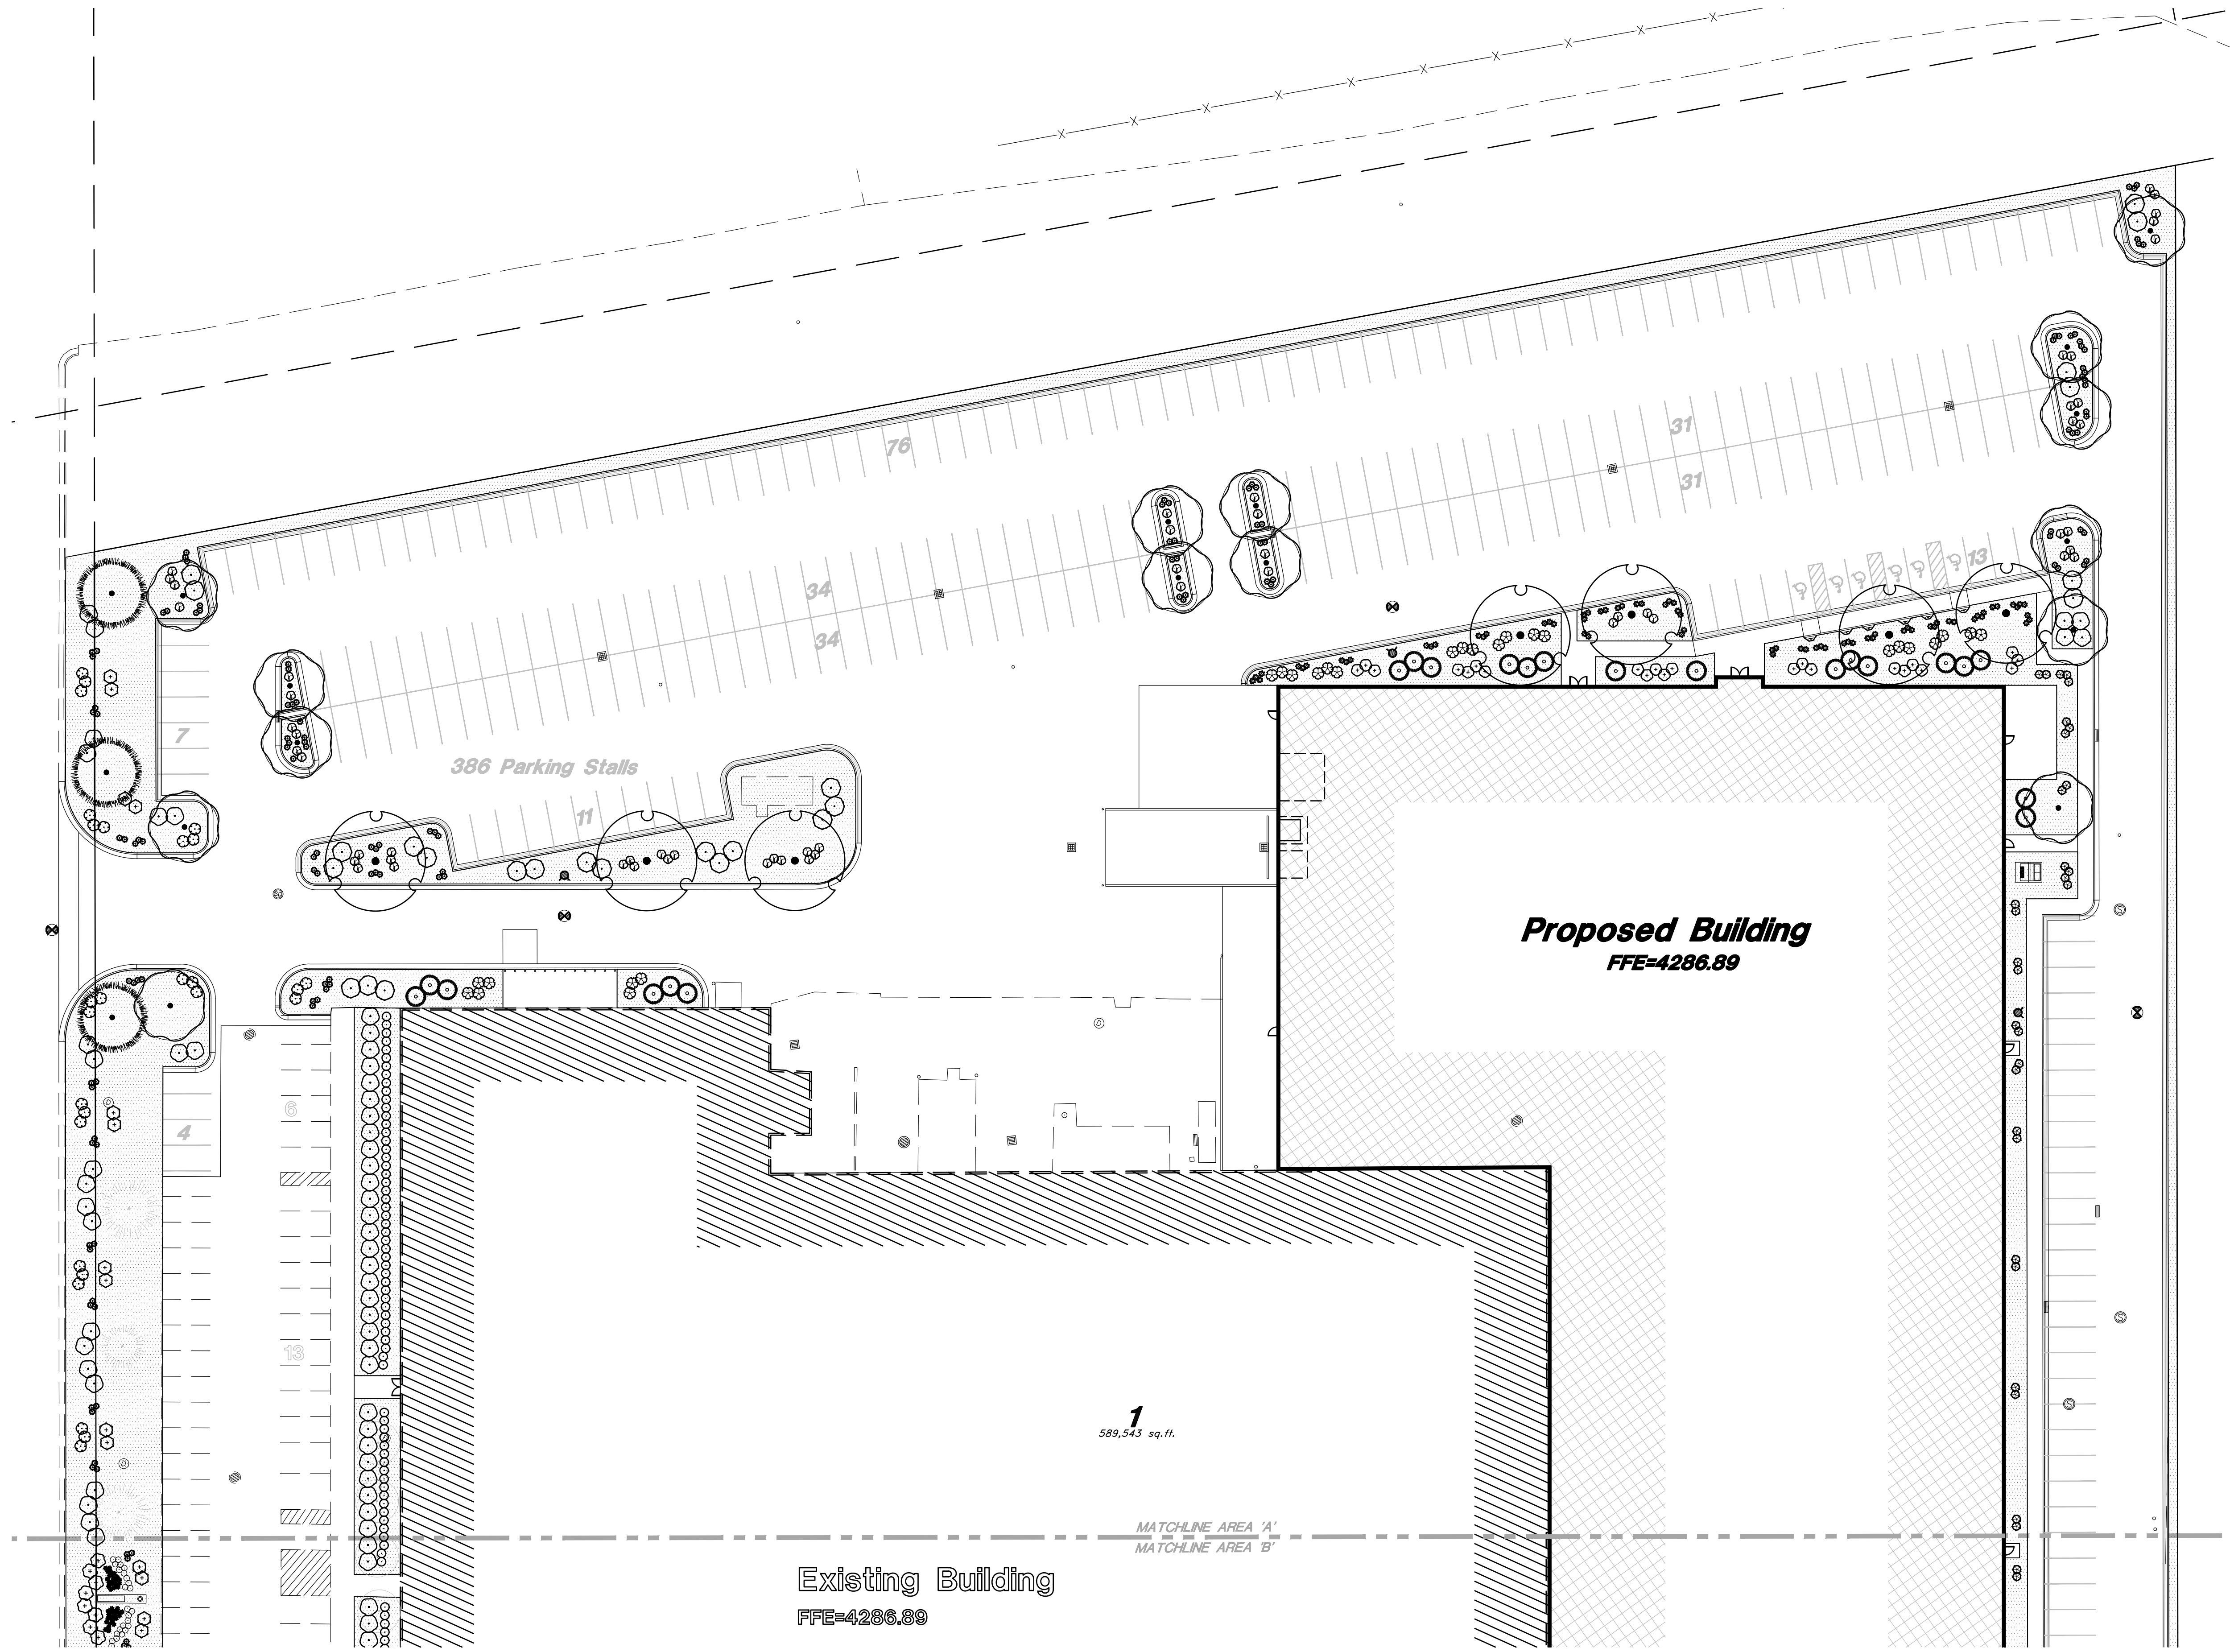 76
31
31
34
34
13
7
386 Parking Stalls
11
Proposed Building
FFE=4286.89
6
4
13
1
589,543 sq.ft.
MATCHLINE AREA 'A'
MATCHLINE AREA 'B'
Existing Building
FFE=4286.89